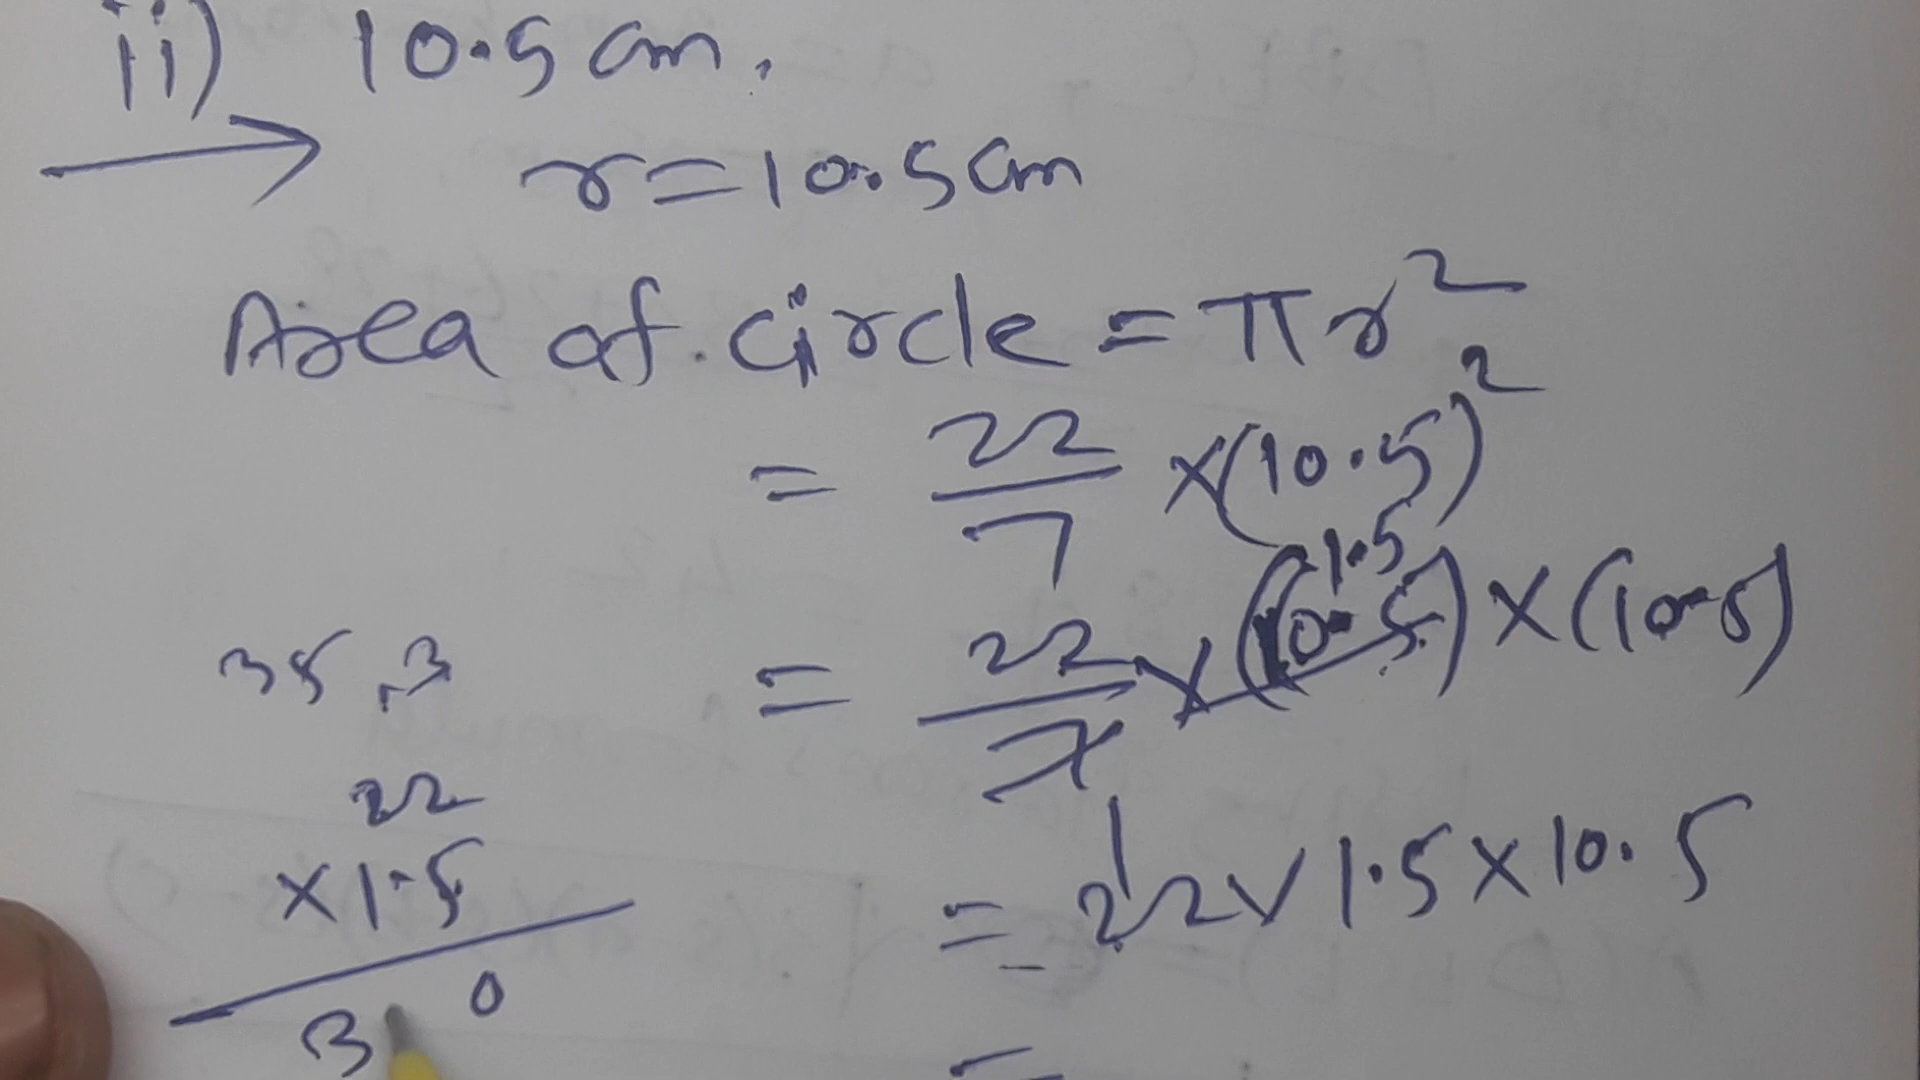 ii) 10.5 cm.
r = 10.5 cm
Area of circle = πr²
= 22/7 × (10.5)²
1.5
= 22/7 × (10.5) × (10.5)
= 22 × 1.5 × 10.5
=
35.3
22
×1.5
3 0